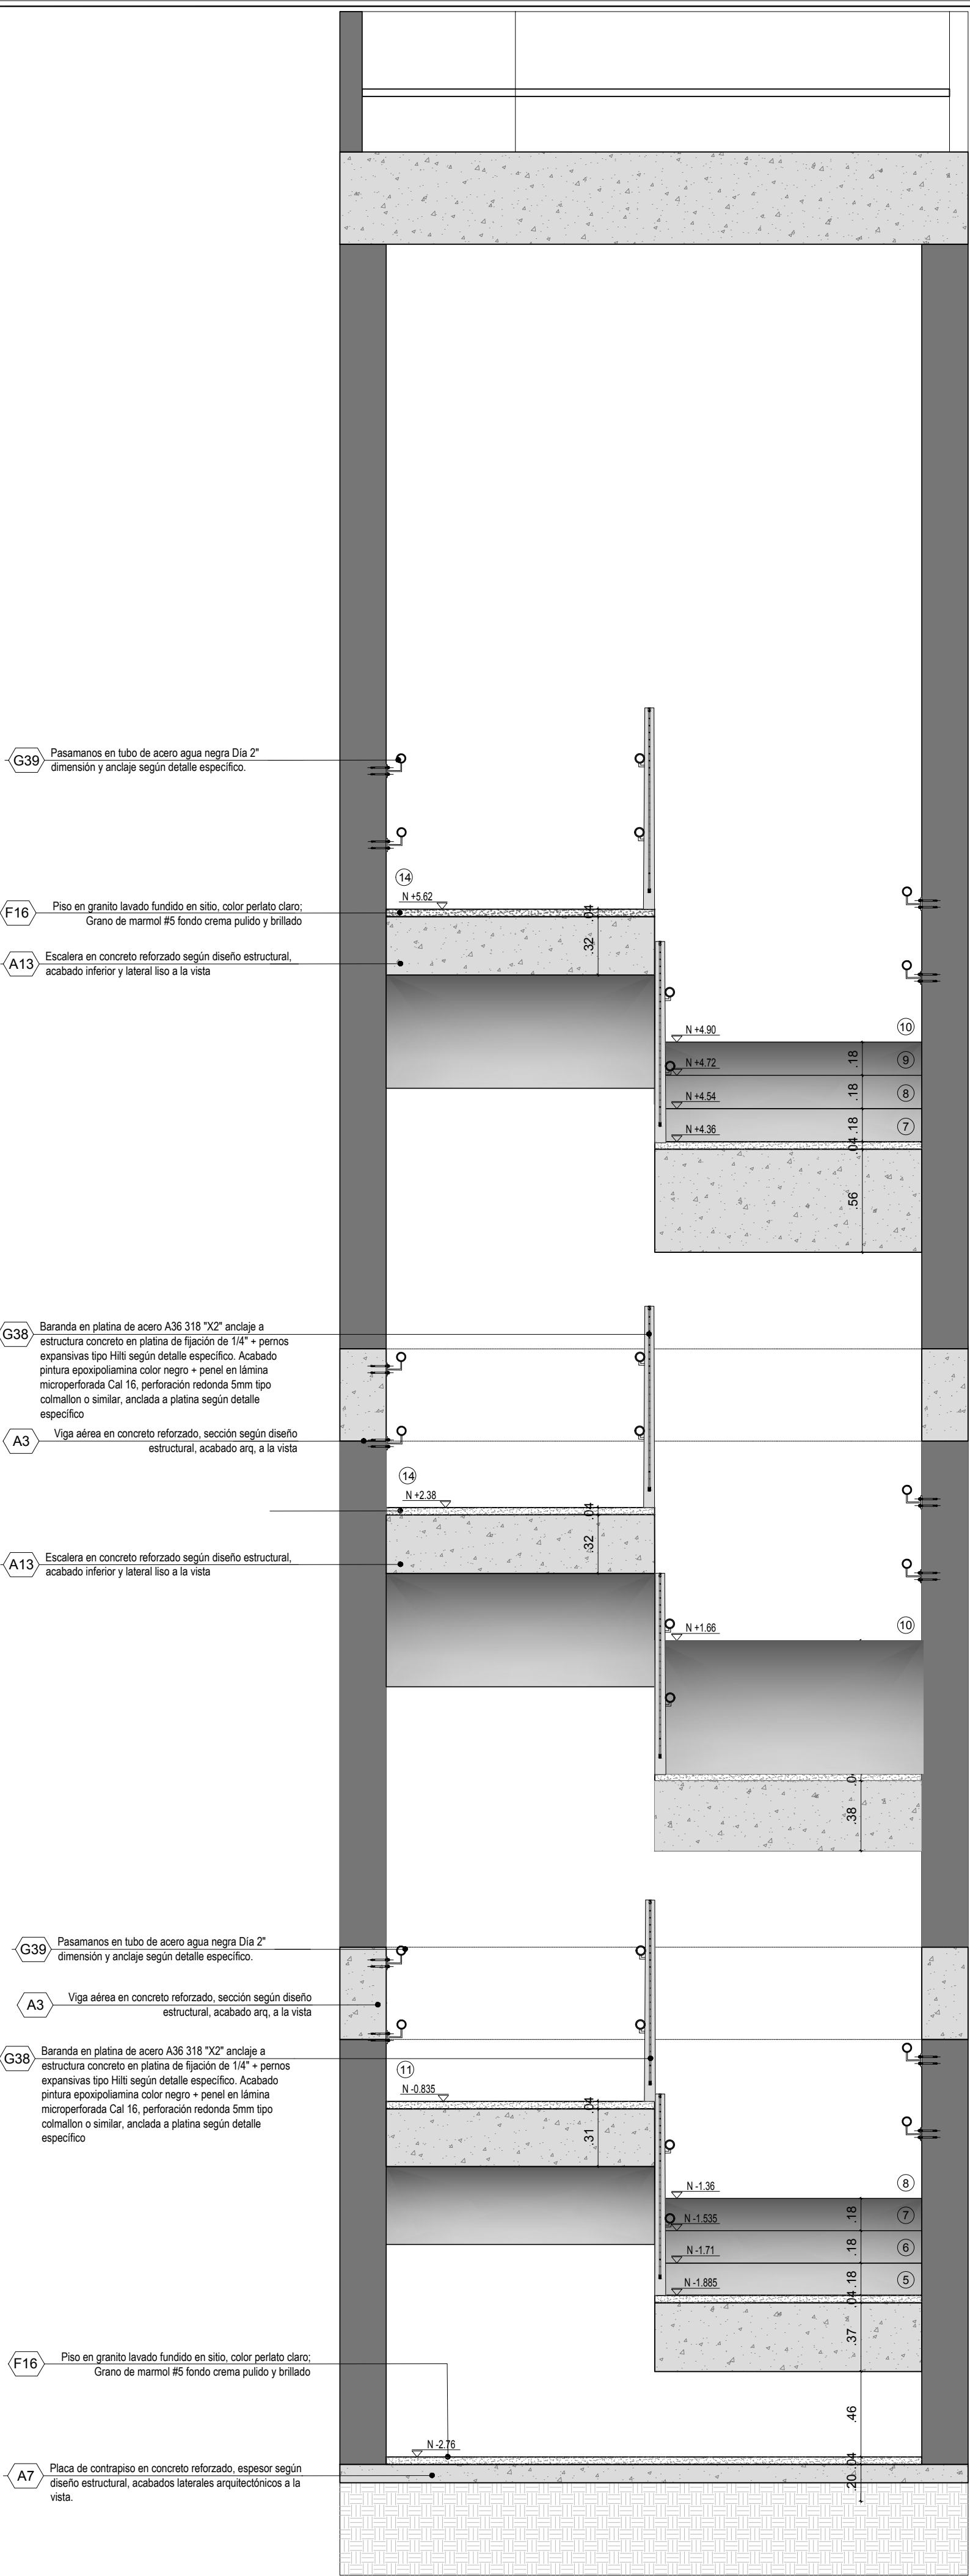 G39
Pasamanos en tubo de acero agua negra Día 2"
dimensión y anclaje según detalle específico.
14
N +5.62
F16
Piso en granito lavado fundido en sitio, color perlato claro;
Grano de marmol #5 fondo crema pulido y brillado
.04
.32
A13
Escalera en concreto reforzado según diseño estructural,
acabado inferior y lateral liso a la vista
N +4.90
10
.18
9
N +4.72
.18
8
N +4.54
.18
7
N +4.36
.04
.56
G38
Baranda en platina de acero A36 318 "X2" anclaje a
estructura concreto en platina de fijación de 1/4" + pernos
expansivas tipo Hilti según detalle específico. Acabado
pintura epoxipoliamina color negro + penel en lámina
microperforada Cal 16, perforación redonda 5mm tipo
colmallon o similar, anclada a platina según detalle
específico
A3
Viga aérea en concreto reforzado, sección según diseño
estructural, acabado arq, a la vista
14
N +2.38
.04
.32
A13
Escalera en concreto reforzado según diseño estructural,
acabado inferior y lateral liso a la vista
N +1.66
10
.38
G39
Pasamanos en tubo de acero agua negra Día 2"
dimensión y anclaje según detalle específico.
A3
Viga aérea en concreto reforzado, sección según diseño
estructural, acabado arq, a la vista
G38
Baranda en platina de acero A36 318 "X2" anclaje a
estructura concreto en platina de fijación de 1/4" + pernos
expansivas tipo Hilti según detalle específico. Acabado
pintura epoxipoliamina color negro + penel en lámina
microperforada Cal 16, perforación redonda 5mm tipo
colmallon o similar, anclada a platina según detalle
específico
11
N -0.835
.04
.31
N -1.36
8
.18
7
N -1.535
.18
6
N -1.71
.18
5
N -1.885
.04
.37
F16
Piso en granito lavado fundido en sitio, color perlato claro;
Grano de marmol #5 fondo crema pulido y brillado
.46
N -2.76
.04
.20
A7
Placa de contrapiso en concreto reforzado, espesor según
diseño estructural, acabados laterales arquitectónicos a la
vista.